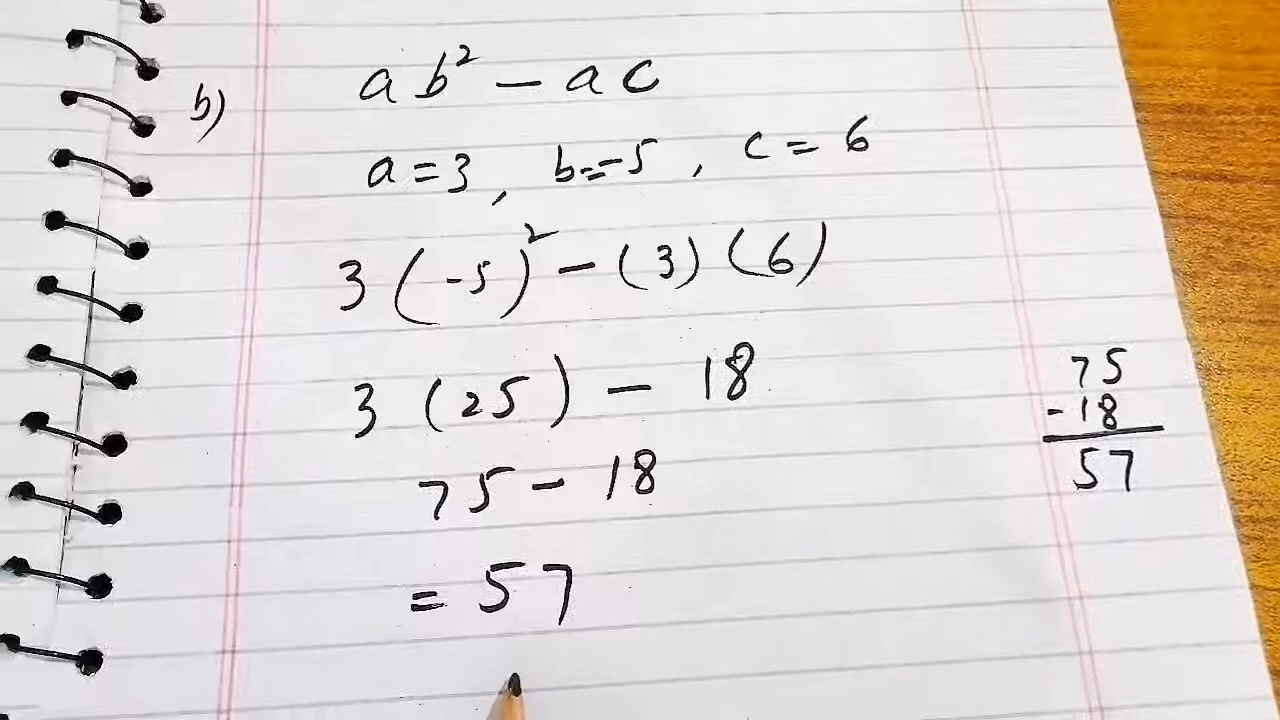 b) ab² - ac
a = 3, b = -5, c = 6
3(-5)² - (3)(6)
3(25) - 18
75 - 18
= 57
75
-18
57